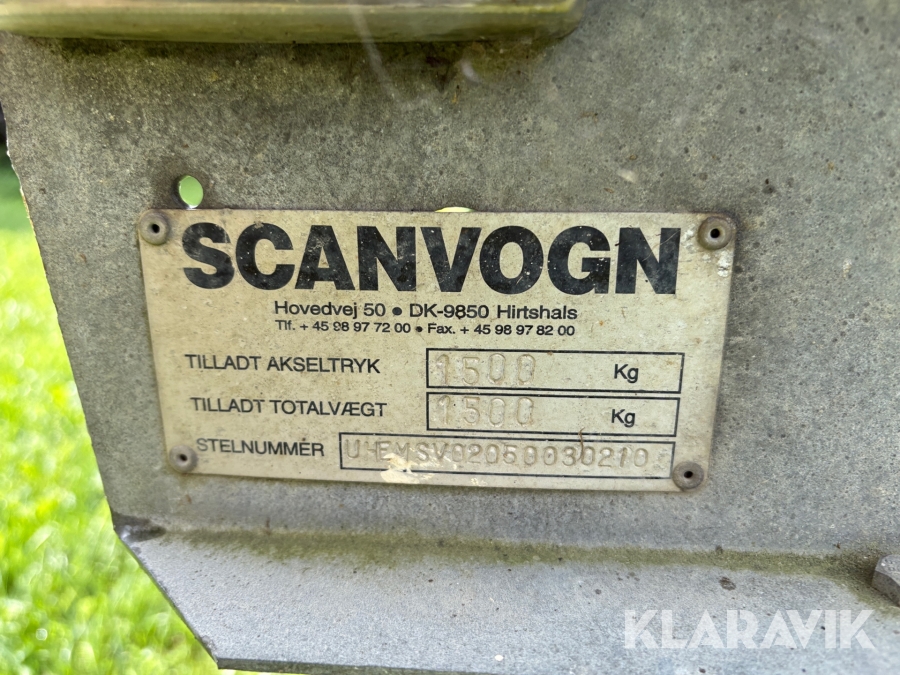 SCANVOGN
Hovedvej 50 • DK-9850 Hirtshals
Tlf. + 45 98 97 72 00 • Fax. + 45 98 97 82 00
TILLADT AKSELTRYK 1500 Kg
TILLADT TOTALVÆGT 1500 Kg
STELNUMMER
KLARAVIK